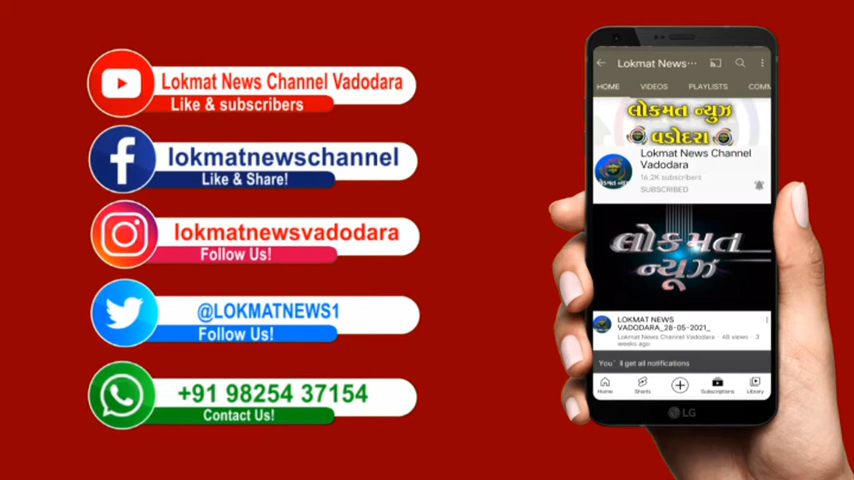 Lokmat News Channel Vadodara
Like & subscribers
lokmatnewschannel
Like & Share!
lokmatnewsvadodara
Follow Us!
@LOKMATNEWS1
Follow Us!
+91 98254 37154
Contact Us!
Lokmat News...
HOME VIDEOS PLAYLISTS COMM
લોકમત ન્યુઝ
વડોદરા
Lokmat News Channel
Vadodara
16.2K subscribers
SUBSCRIBED
લોકમત
ન્યૂઝ
LOKMAT NEWS
VADODARA_28-05-2021_
Lokmat News Channel Vadodara · 48 views · 3
weeks ago
You`ll get all notifications
Home Shorts Subscriptions Library
LG